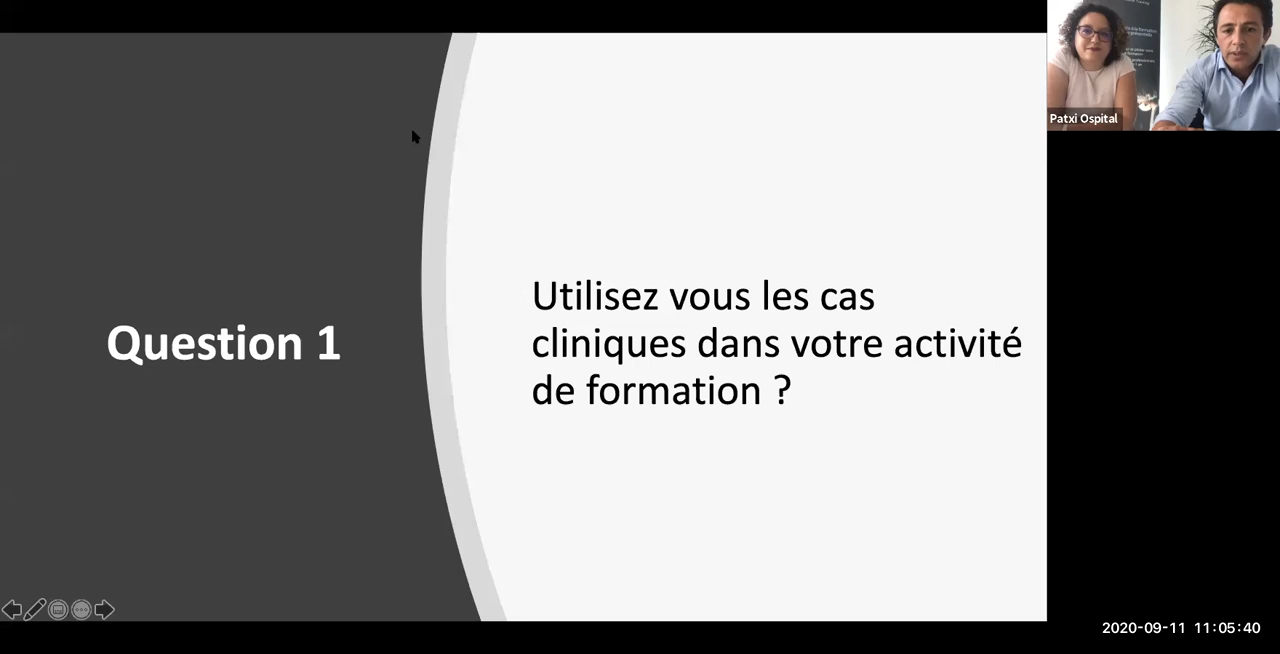 Question 1
Utilisez vous les cas
cliniques dans votre activité
de formation ?
Patxi Ospital
2020-09-11 11:05:40